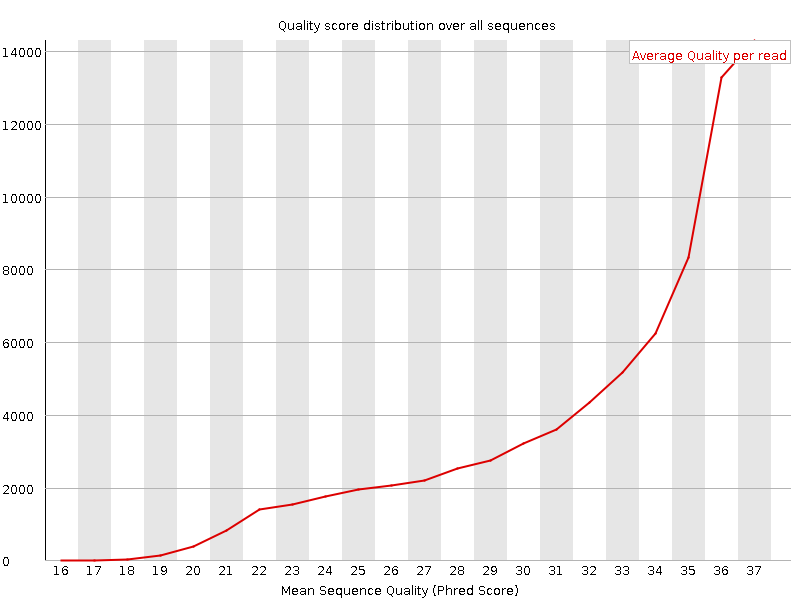 Quality score distribution over all sequences
Average Quality per read
14000
12000
10000
8000
6000
4000
2000
0
16 17 18 19 20 21 22 23 24 25 26 27 28 29 30 31 32 33 34 35 36 37
Mean Sequence Quality (Phred Score)